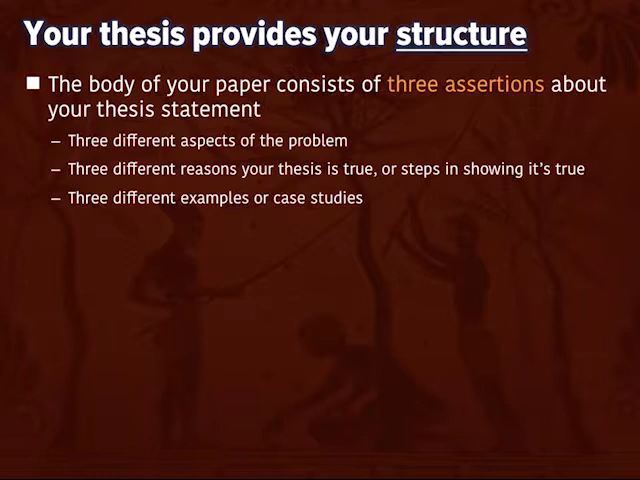 Your thesis provides your structure
■ The body of your paper consists of three assertions about
your thesis statement
– Three different aspects of the problem
– Three different reasons your thesis is true, or steps in showing it’s true
– Three different examples or case studies